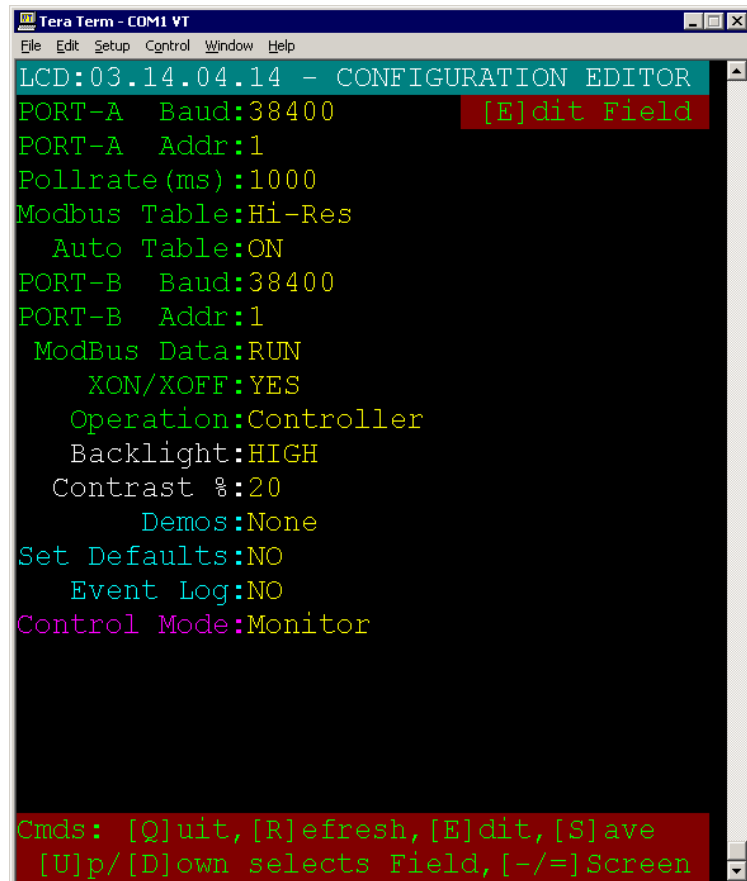 Tera Term - COM1 VT
File Edit Setup Control Window Help
LCD:03.14.04.14 - CONFIGURATION EDITOR
PORT-A Baud:38400 [E]dit Field
PORT-A Addr:1
Pollrate(ms):1000
Modbus Table:Hi-Res
Auto Table:ON
PORT-B Baud:38400
PORT-B Addr:1
ModBus Data:RUN
XON/XOFF:YES
Operation:Controller
Backlight:HIGH
Contrast %:20
Demos:None
Set Defaults:NO
Event Log:NO
Control Mode:Monitor
Cmds: [Q]uit,[R]efresh,[E]dit,[S]ave
[U]p/[D]own selects Field,[-/=]Screen